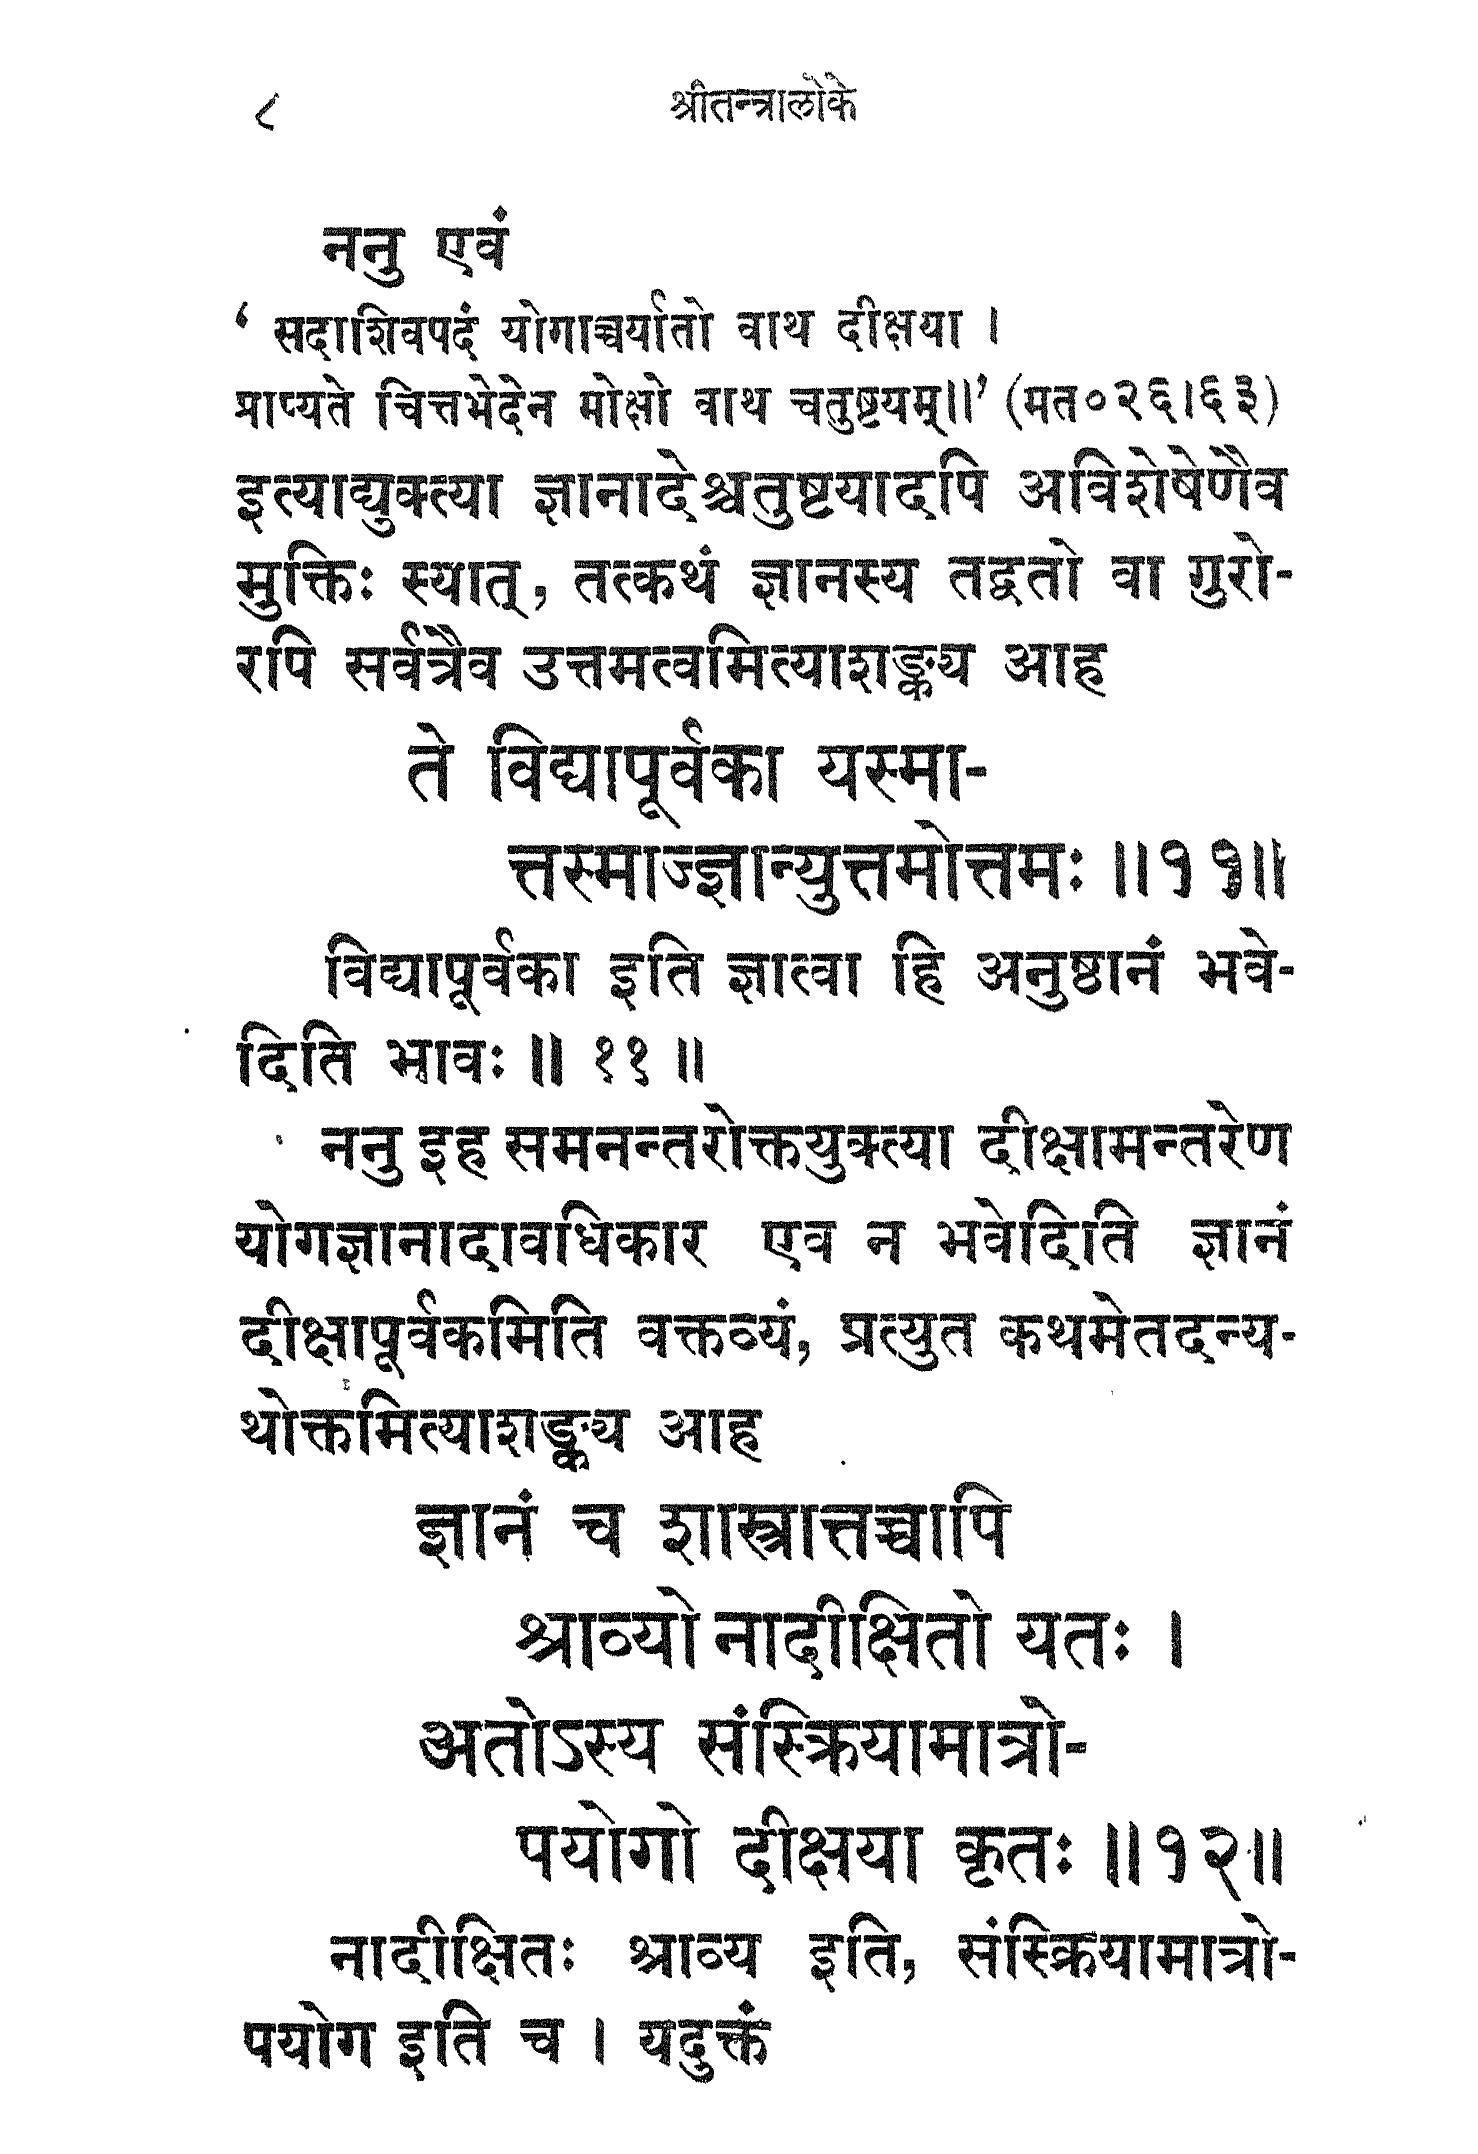 ८
श्रीतन्त्रालोके
ननु एवं
‘ सदाशिवपदं योगाच्चर्यातो वाथ दीक्षया ।
प्राप्यते चित्तभेदेन मोक्षो वाथ चतुष्टयम्॥’ (मत०२६।६३)
इत्याद्युक्त्या ज्ञानादेश्चतुष्टयादपि अविशेषेणैव
मुक्तिः स्यात्, तत्कथं ज्ञानस्य तद्वतो वा गुरो-
रपि सर्वत्रैव उत्तमत्वमित्याशङ्क्य आह
ते विद्यापूर्वका यस्मा-
त्तस्माज्ज्ञान्युत्तमोत्तमः ॥११॥
विद्यापूर्वका इति ज्ञात्वा हि अनुष्ठानं भवे-
दिति भावः ॥ ११ ॥
ननु इह समनन्तरोक्तयुक्त्या दीक्षामन्तरेण
योगज्ञानादावधिकार एव न भवेदिति ज्ञानं
दीक्षापूर्वकमिति वक्तव्यं, प्रत्युत कथमेतदन्य-
थोक्तमित्याशङ्क्य आह
ज्ञानं च शास्त्रात्तच्चापि
श्राव्यो नादीक्षितो यतः ।
अतोऽस्य संस्क्रियामात्रो-
पयोगो दीक्षया कृतः ॥१२॥
नादीक्षितः श्राव्य इति, संस्क्रियामात्रो-
पयोग इति च । यदुक्तं